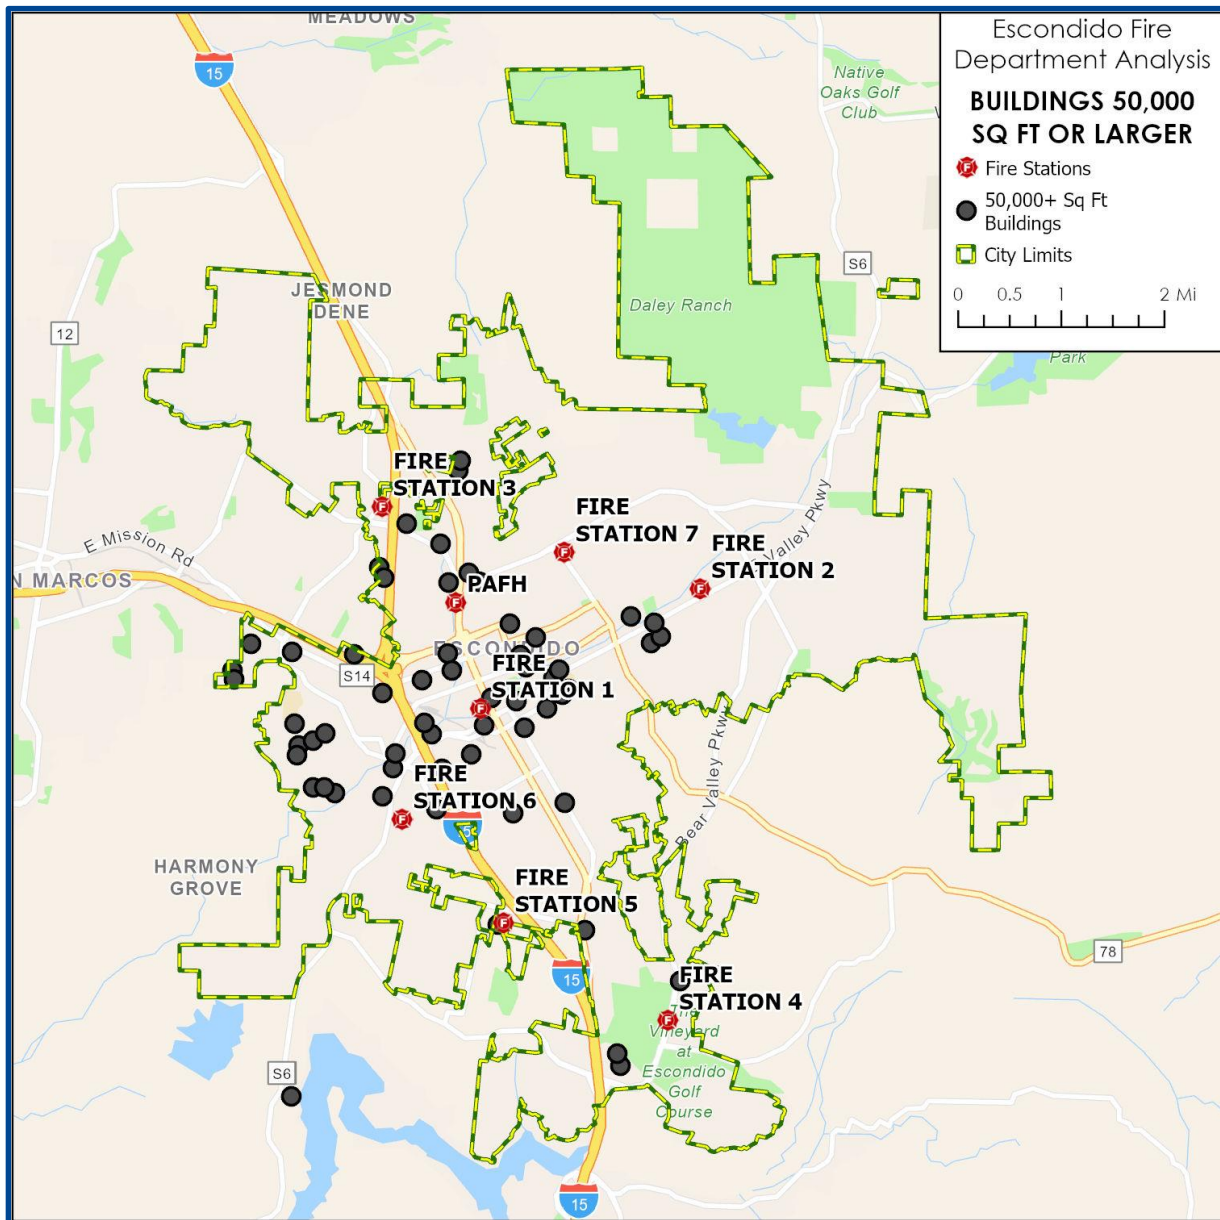 MEADOWS
15
Native
Oaks Golf
Club
Escondido Fire
Department Analysis
BUILDINGS 50,000
SQ FT OR LARGER
Fire Stations
50,000+ Sq Ft
Buildings
City Limits
0 0.5 1 2 Mi
Park
S6
JESMOND
DENE
Daley Ranch
12
FIRE
STATION 3
FIRE
STATION 7
FIRE
STATION 2
Valley Pkwy
E Mission Rd
N MARCOS
PAFH
ESCONDIDO
S14
FIRE
STATION 1
Bear Valley Pkwy
FIRE
STATION 6
15
HARMONY
GROVE
FIRE
STATION 5
78
15
FIRE
STATION 4
The
Vineyard
at
Escondido
Golf
Course
S6
15